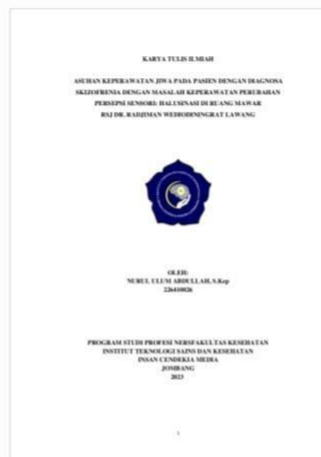 KARYA TULIS ILMIAH
ASUHAN KEPERAWATAN JIWA PADA PASIEN DENGAN DIAGNOSA
SKIZOFRENIA DENGAN MASALAH KEPERAWATAN PERUBAHAN
PERSEPSI SENSORI: HALUSINASI DI RUANG MAWAR
RSJ DR. RADJIMAN WEDIODININGRAT LAWANG
OLEH:
NURUL ULUM ABDULLAH, S.Kep
226410026
PROGRAM STUDI PROFESI NERSFAKULTAS KESEHATAN
INSTITUT TEKNOLOGI SAINS DAN KESEHATAN
INSAN CENDEKIA MEDIA
JOMBANG
2023